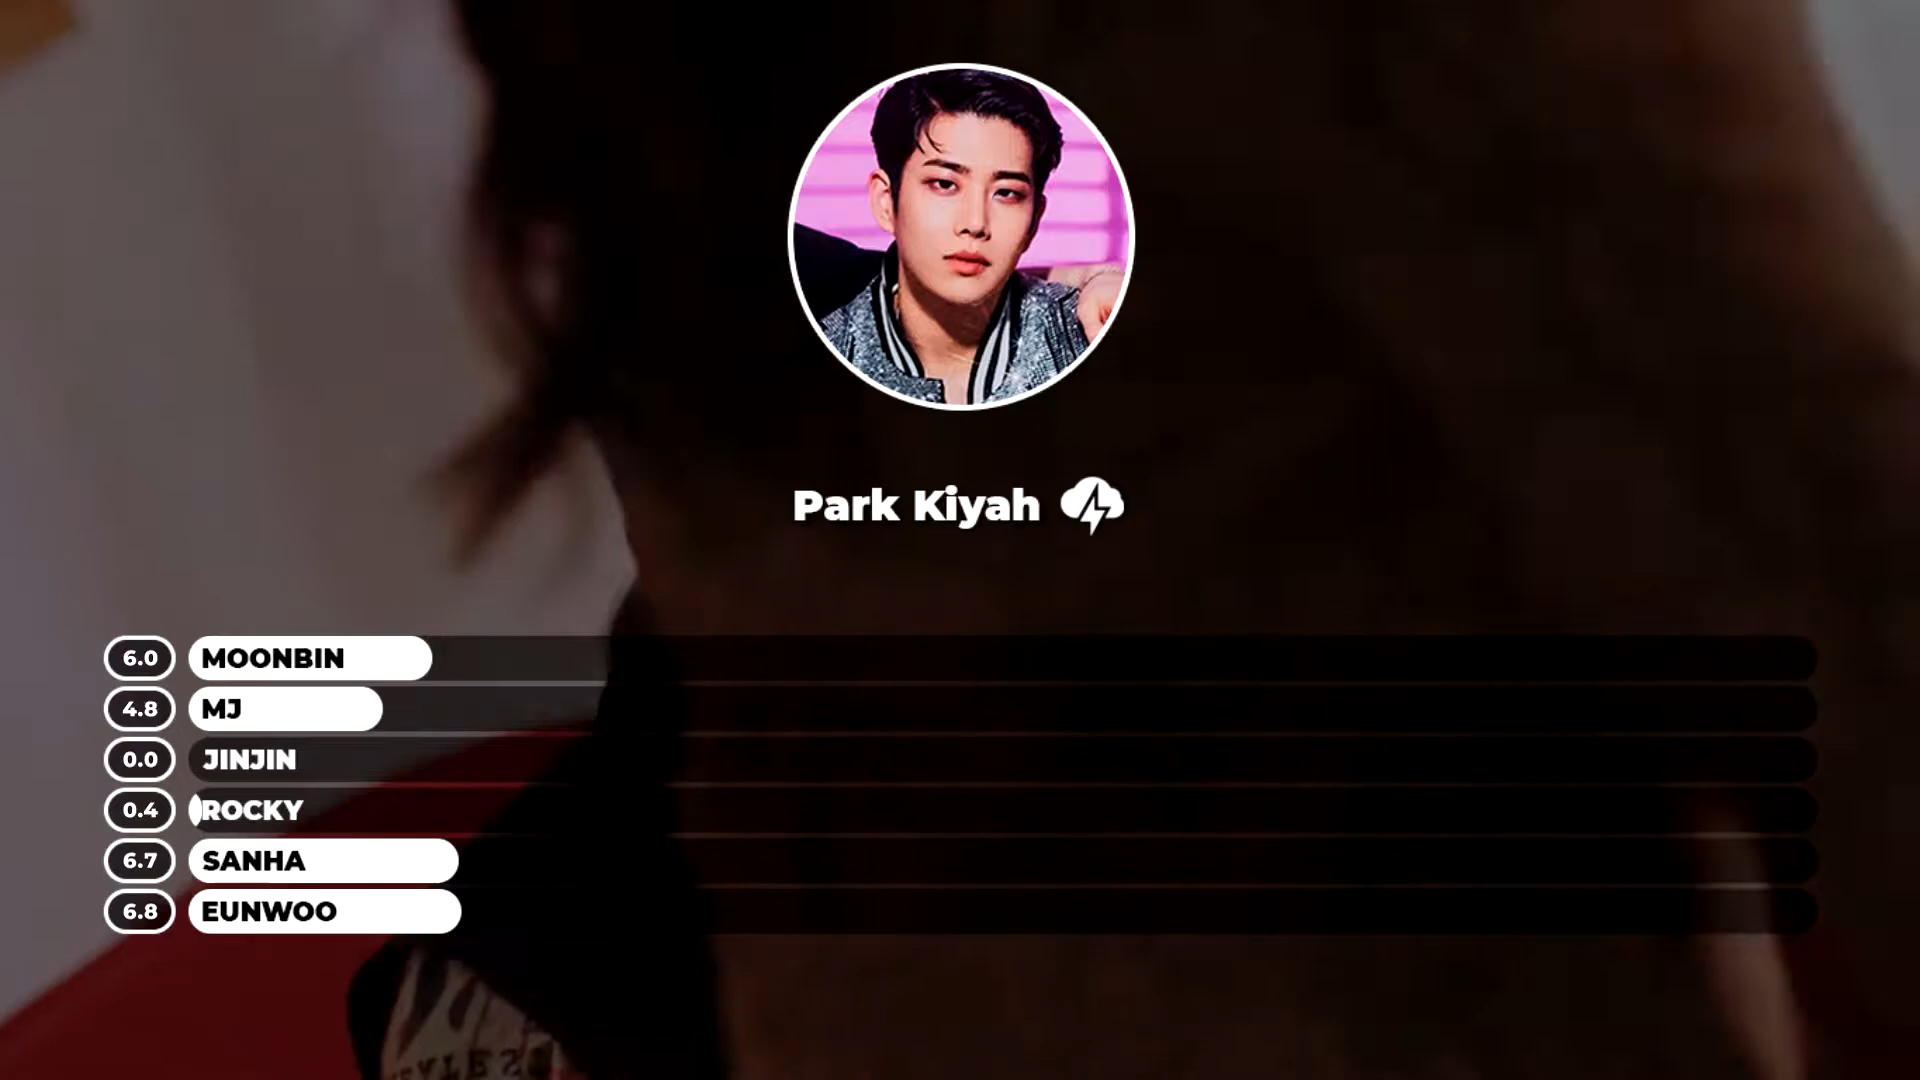 Park Kiyah
6.0 MOONBIN
4.8 MJ
0.0 JINJIN
0.4 ROCKY
6.7 SANHA
6.8 EUNWOO